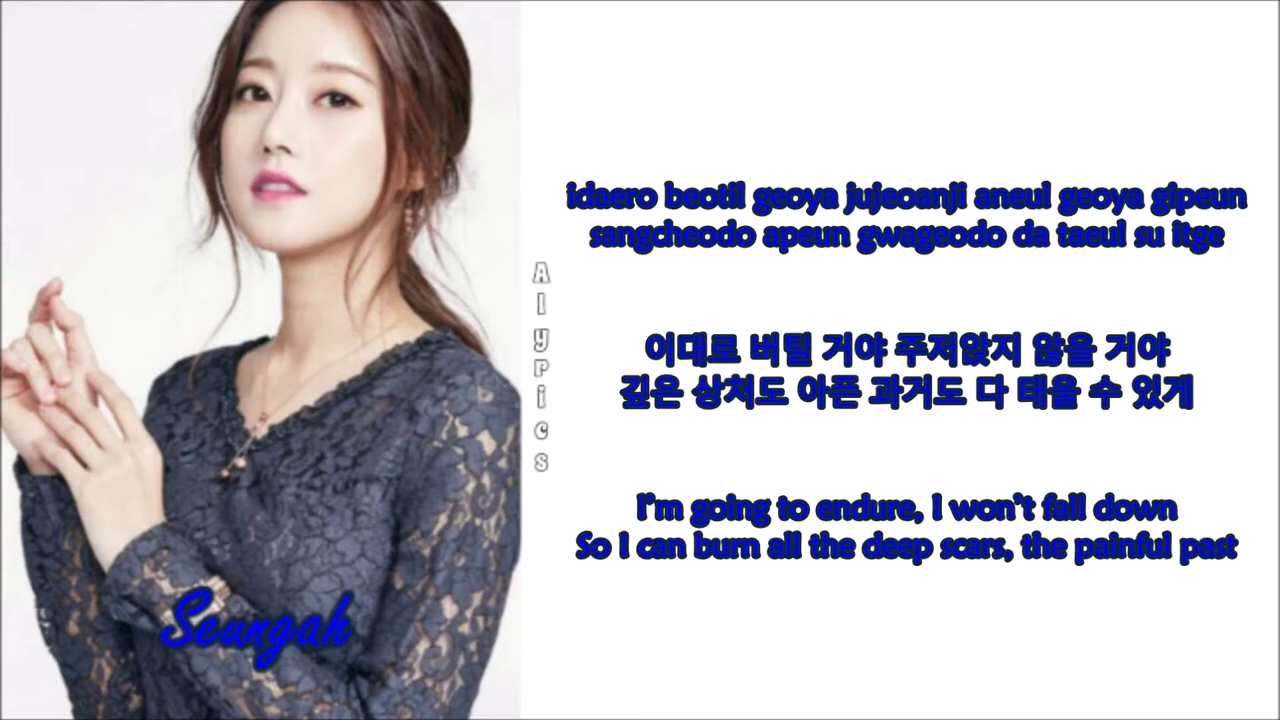 idaero beotil geoya jujeoanji aneul geoya gipeun
sangcheodo apeun gwageodo da taeul su itge
Alyrics
이대로 버틸 거야 주저앉지 않을 거야
깊은 상처도 아픈 과거도 다 태울 수 있게
I'm going to endure, I won't fall down
So I can burn all the deep scars, the painful past
Seungah